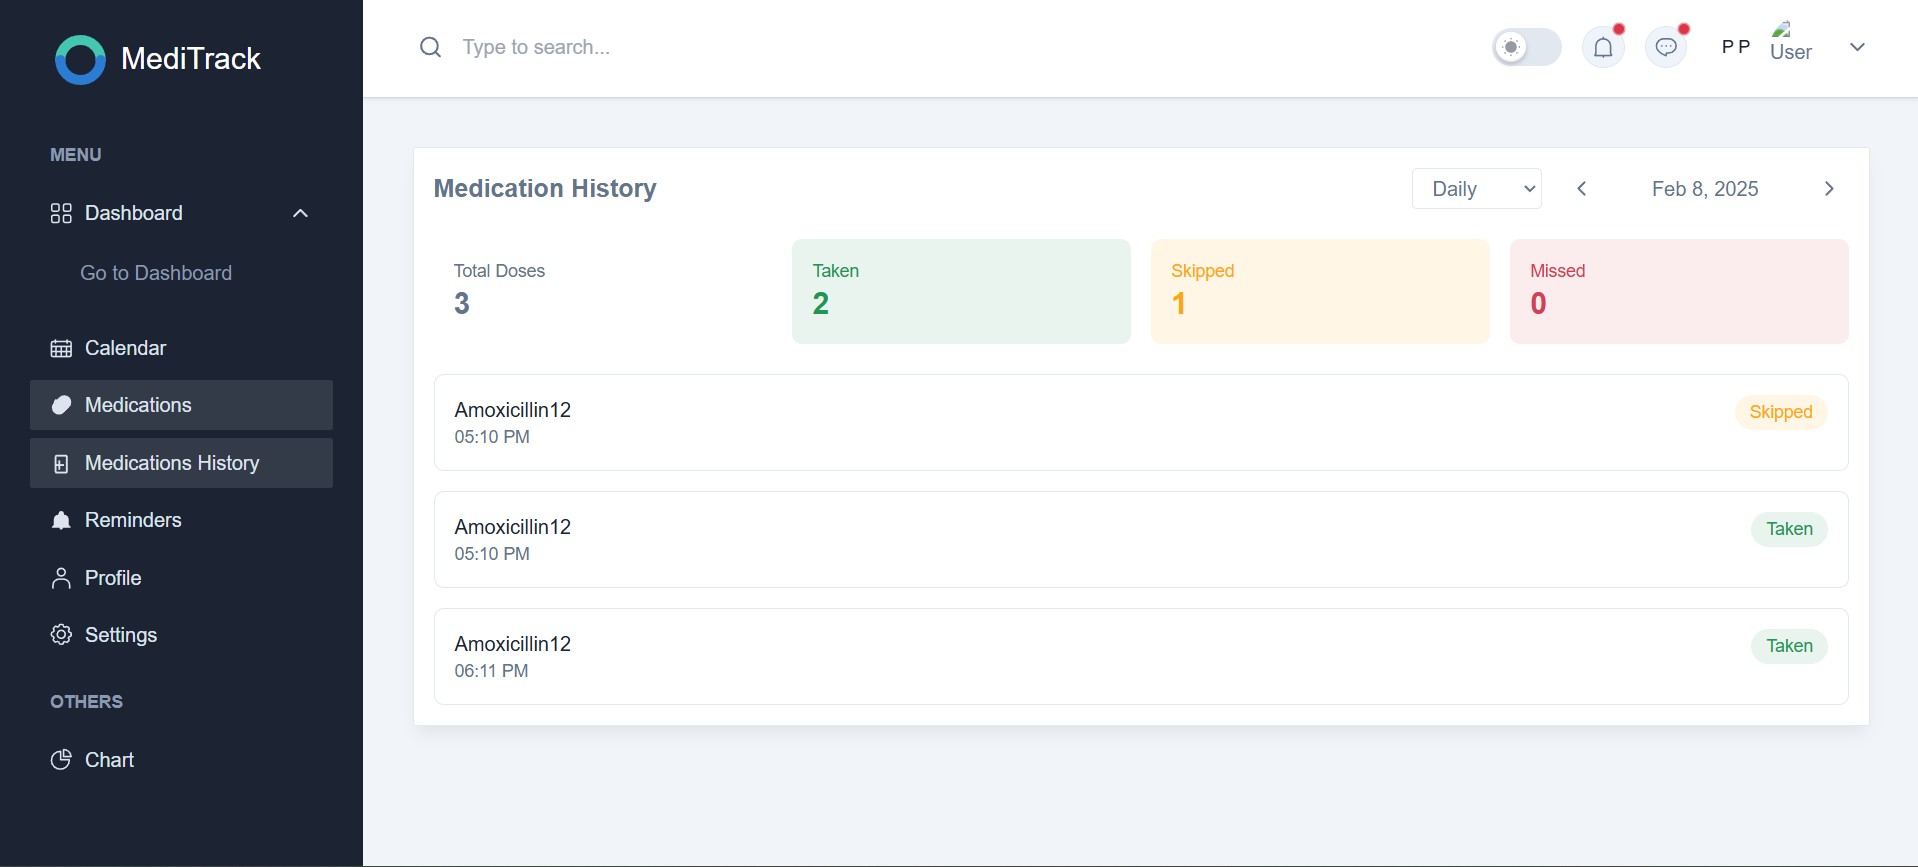 MediTrack
Type to search...
P P
User
MENU
Dashboard
Go to Dashboard
Calendar
Medications
Medications History
Reminders
Profile
Settings
OTHERS
Chart
Medication History
Daily
Feb 8, 2025
Total Doses
3
Taken
2
Skipped
1
Missed
0
Amoxicillin12
05:10 PM
Skipped
Amoxicillin12
05:10 PM
Taken
Amoxicillin12
06:11 PM
Taken